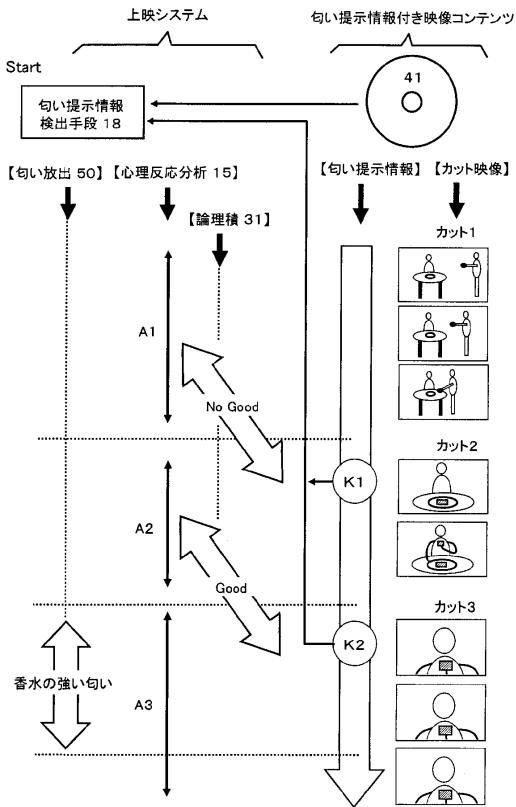 上映システム
匂い提示情報付き映像コンテンツ
Start
41
匂い提示情報
検出手段 18
【匂い放出 50】
【心理反応分析 15】
【匂い提示情報】
【カット映像】
【論理積 31】
カット1
A1
No Good
カット2
K1
A2
Good
カット3
K2
香水の強い匂い
A3